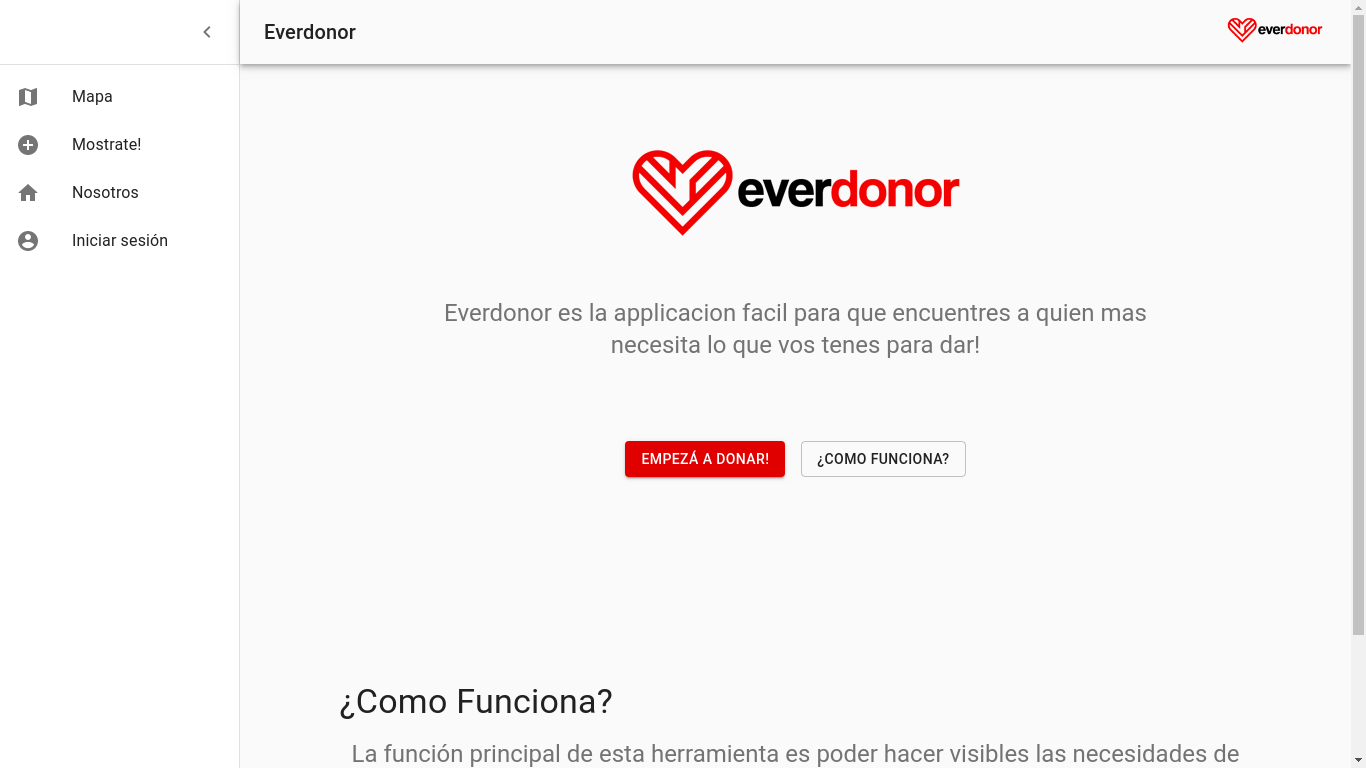 Everdonor
everdonor
Mapa
Mostrate!
Nosotros
Iniciar sesión
everdonor
Everdonor es la applicacion facil para que encuentres a quien mas
necesita lo que vos tenes para dar!
EMPEZÁ A DONAR!
¿COMO FUNCIONA?
¿Como Funciona?
La función principal de esta herramienta es poder hacer visibles las necesidades de